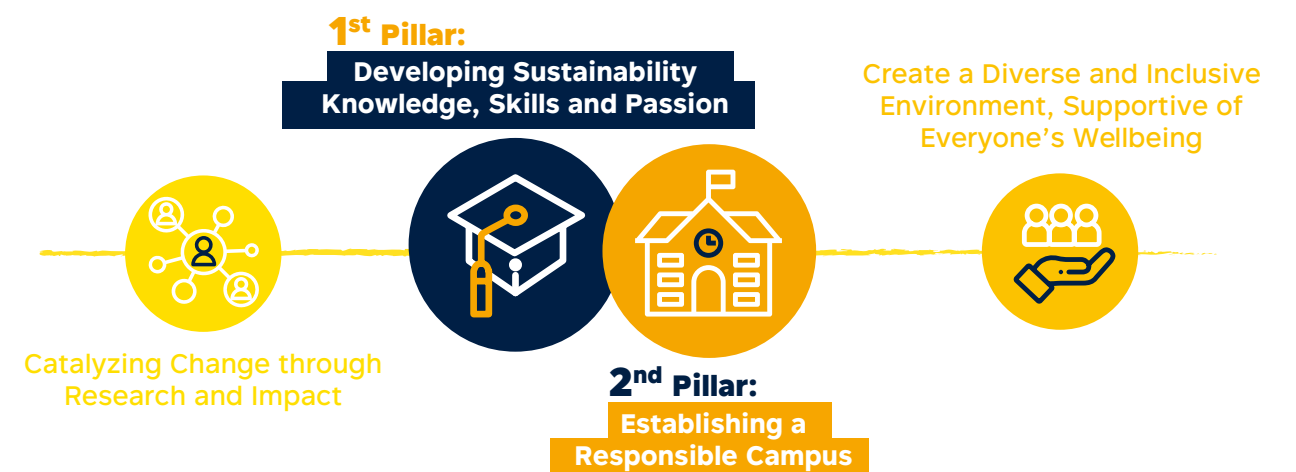 1st Pillar:
Developing Sustainability
Knowledge, Skills and Passion
Create a Diverse and Inclusive
Environment, Supportive of
Everyone’s Wellbeing
Catalyzing Change through
Research and Impact
2nd Pillar:
Establishing a
Responsible Campus